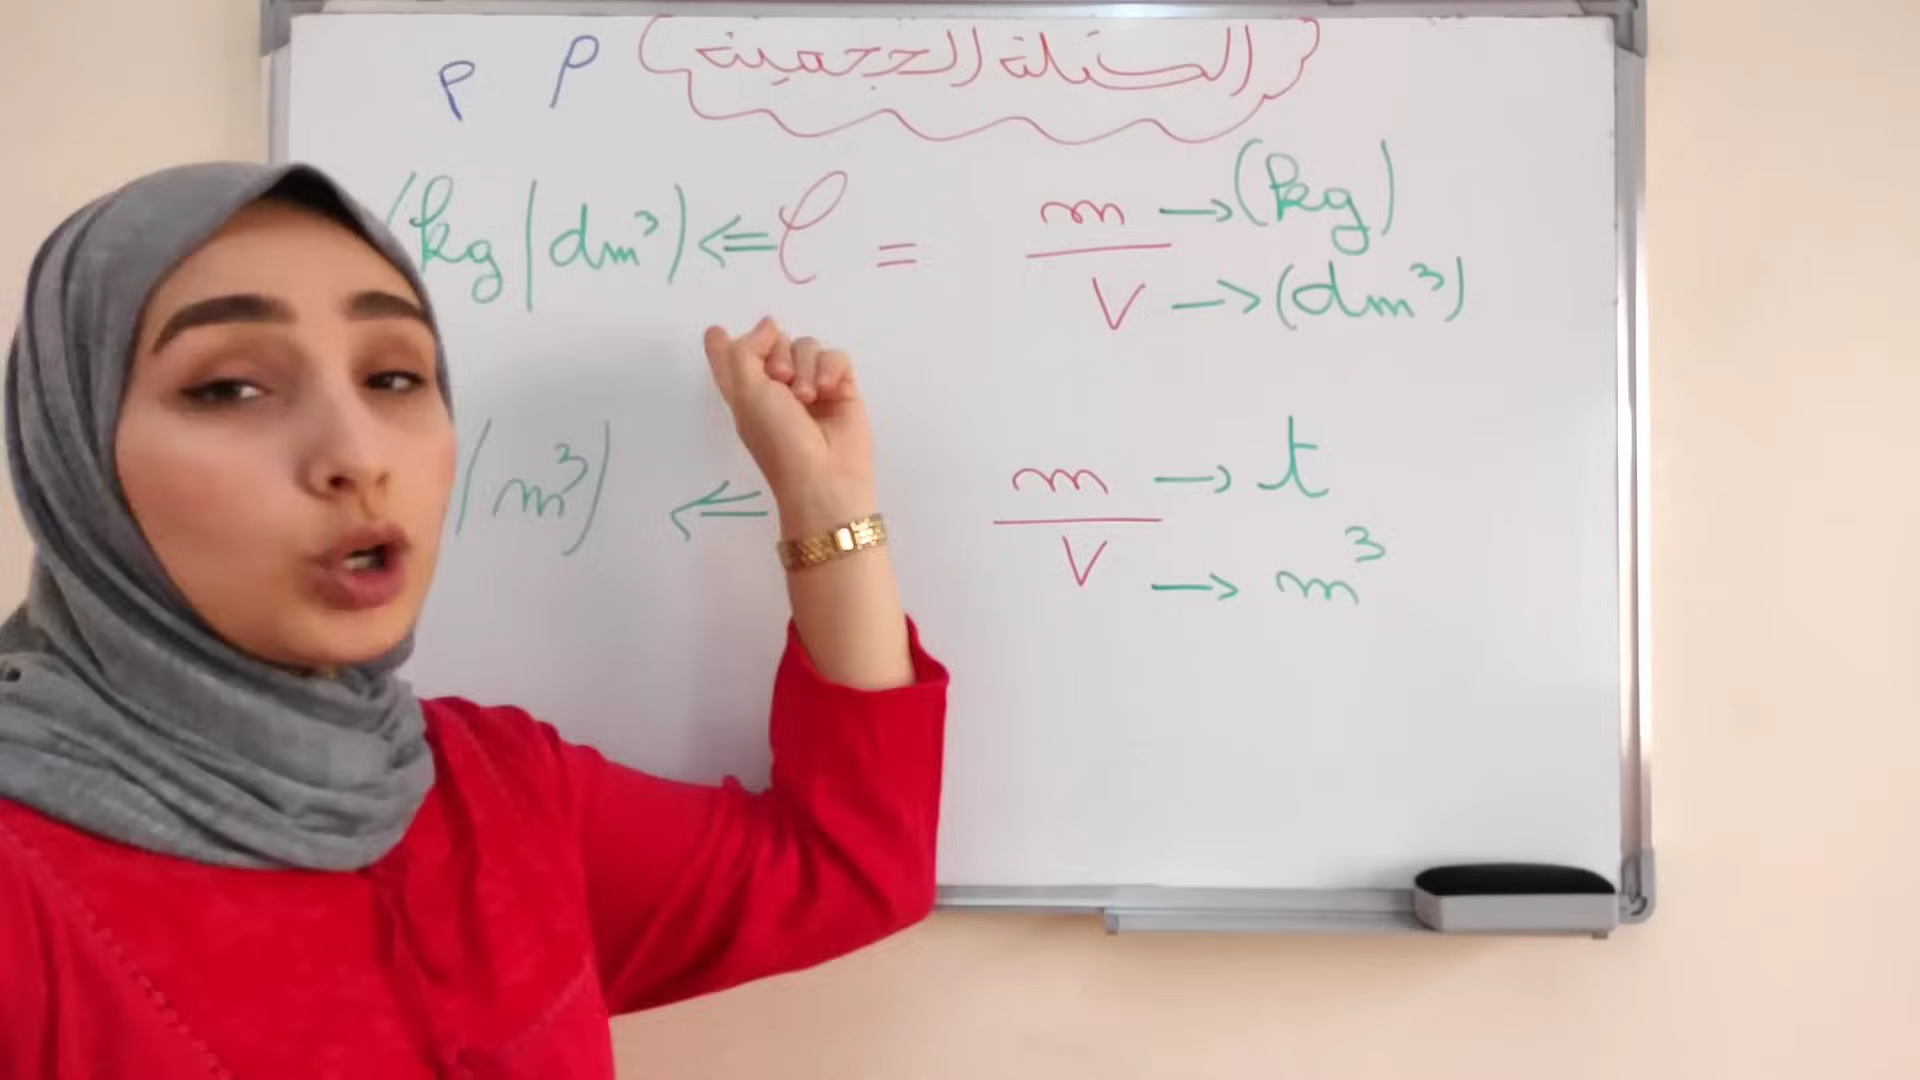 الكتلة الحجمية ρ ρ
(kg/dm³) ⇐ ρ = m/V → (kg)
→ (dm³)
/m³) ⇐ m/V → t
→ m³